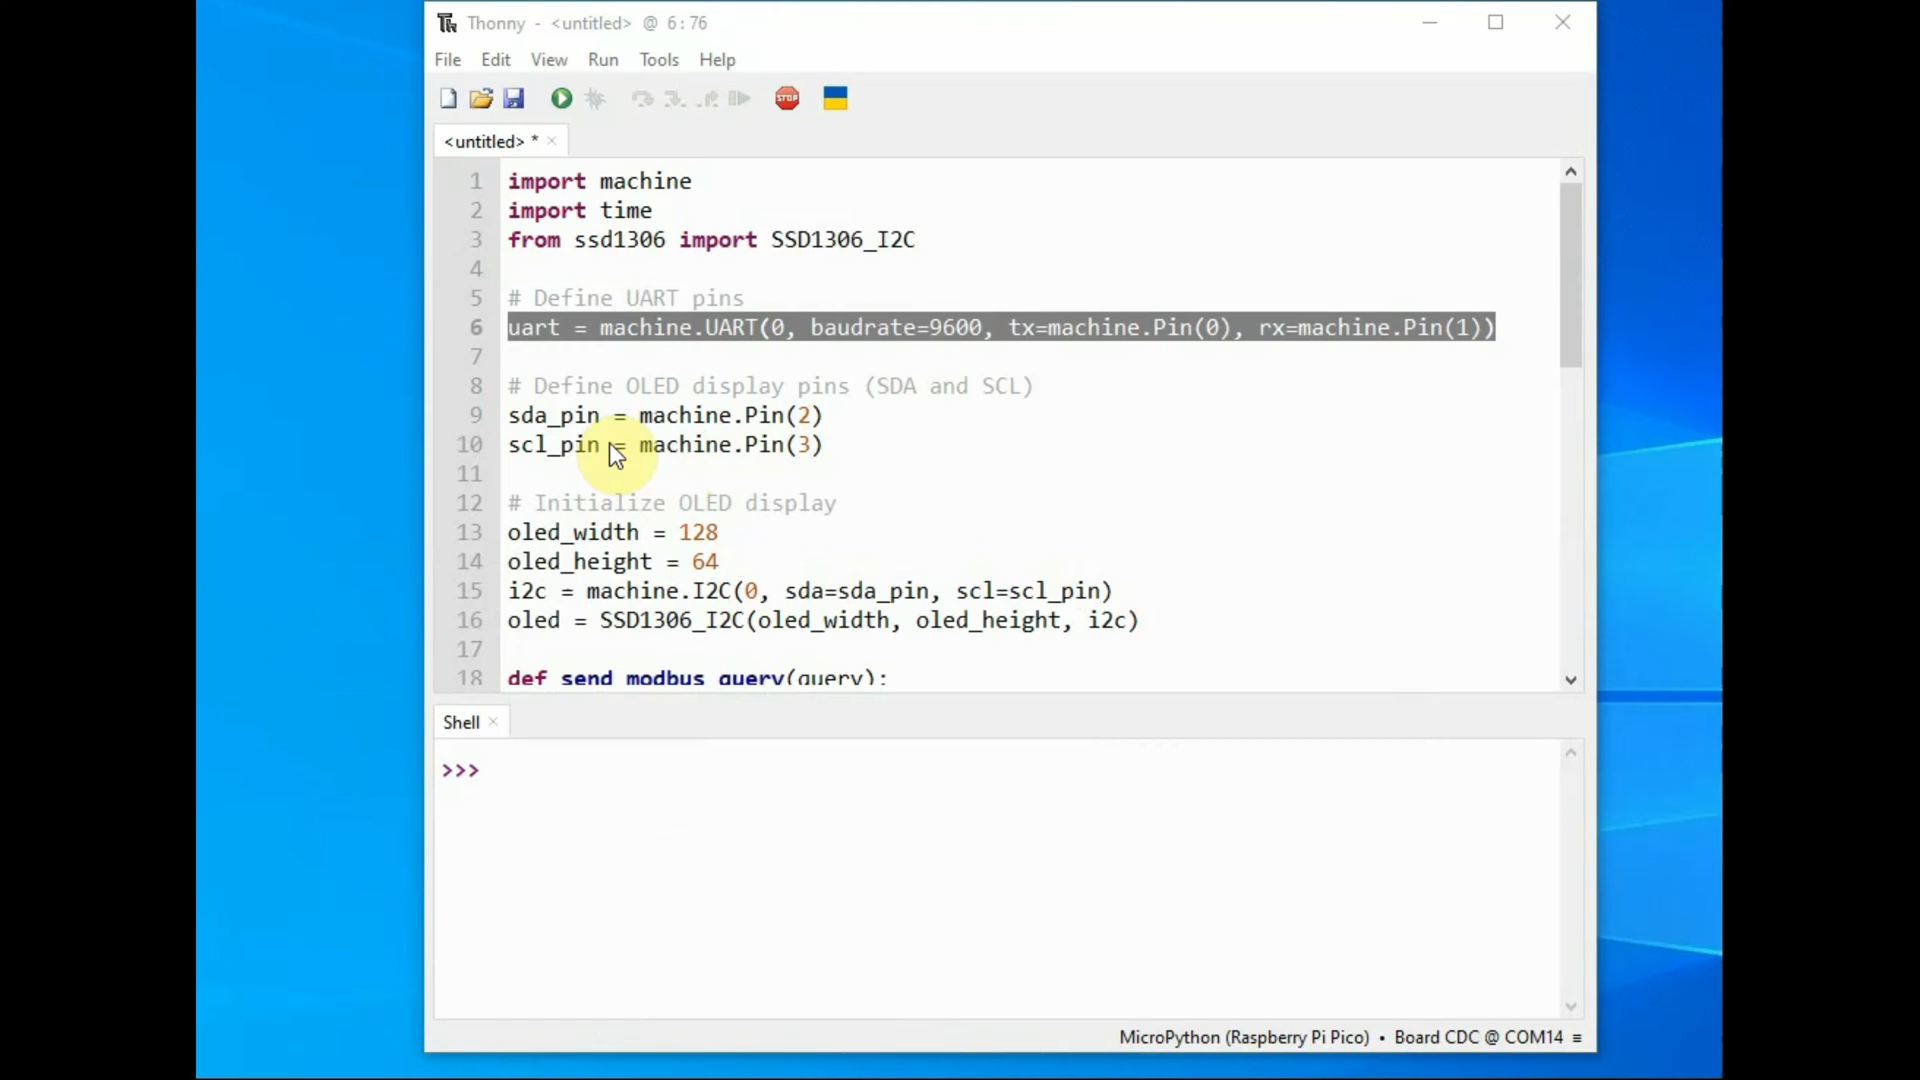 Thonny - <untitled> @ 6:76
File Edit View Run Tools Help
STOP
<untitled> *
1 import machine
2 import time
3 from ssd1306 import SSD1306_I2C
4
5 # Define UART pins
6 uart = machine.UART(0, baudrate=9600, tx=machine.Pin(0), rx=machine.Pin(1))
7
8 # Define OLED display pins (SDA and SCL)
9 sda_pin = machine.Pin(2)
10 scl_pin = machine.Pin(3)
11
12 # Initialize OLED display
13 oled_width = 128
14 oled_height = 64
15 i2c = machine.I2C(0, sda=sda_pin, scl=scl_pin)
16 oled = SSD1306_I2C(oled_width, oled_height, i2c)
17
18 def send_modbus_query(query):
Shell
>>>
MicroPython (Raspberry Pi Pico) • Board CDC @ COM14 ≡